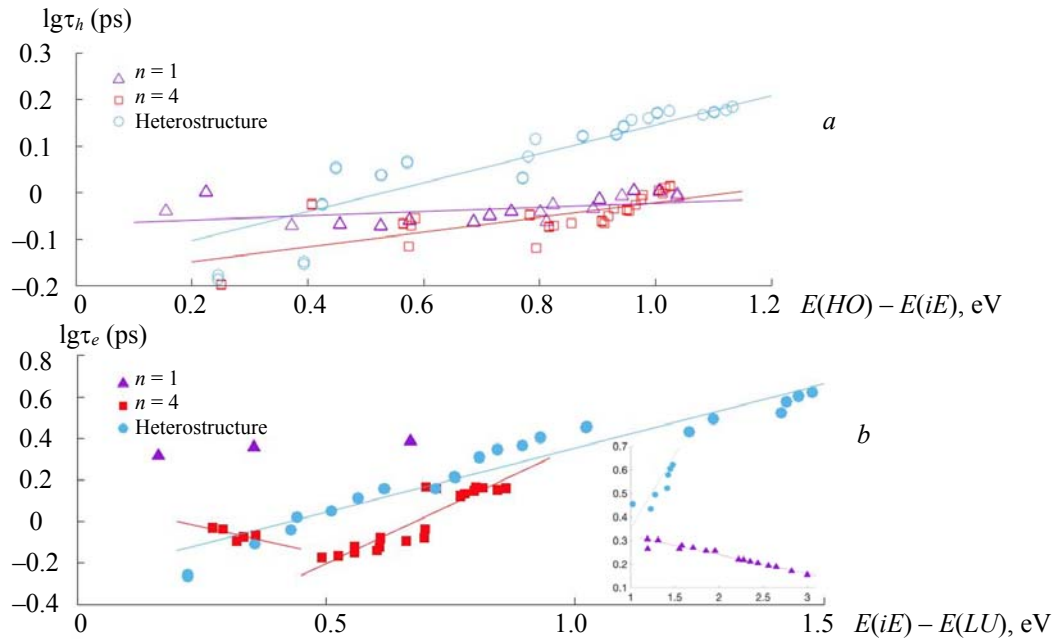 lgτh (ps)
0.3
n = 1
n = 4
Heterostructure
a
0.2
0.1
0
–0.1
–0.2
0 0.2 0.4 0.6 0.8 1.0 1.2 E(HO) – E(iE), eV
lgτe (ps)
0.8
n = 1
n = 4
Heterostructure
b
0.6
0.4
0.2
0
–0.2
–0.4
0.7
0.6
0.5
0.4
0.3
0.2
0.1
1 1.5 2 2.5 3
0 0.5 1.0 1.5 E(iE) – E(LU), eV